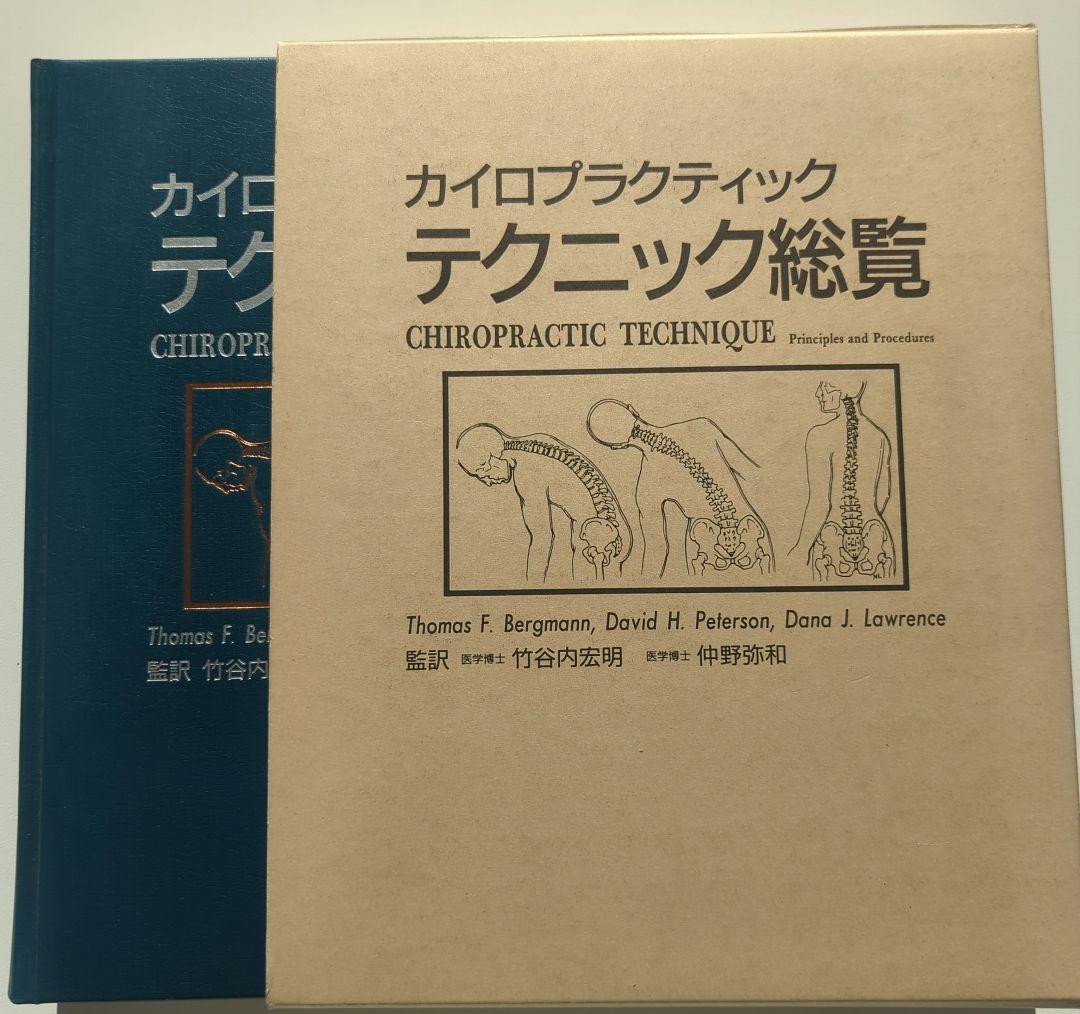 カイロプラクティック
テクニック総覧
CHIROPRACTIC TECHNIQUE Principles and Procedures
NL
Thomas F. Bergmann, David H. Peterson, Dana J. Lawrence
監訳 医学博士 竹谷内宏明 医学博士 仲野弥和
カイロ
テク
CHIROPR
Thomas F. Be
監訳 竹谷内